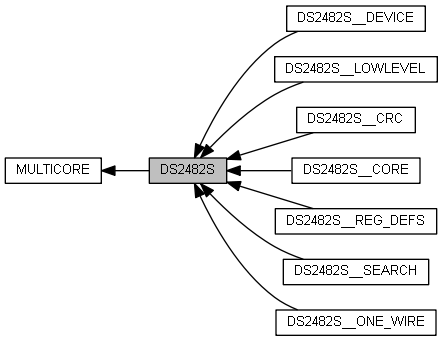 DS2482S__DEVICE
DS2482S__LOWLEVEL
DS2482S__CRC
MULTICORE
DS2482S
DS2482S__CORE
DS2482S__REG_DEFS
DS2482S__SEARCH
DS2482S__ONE_WIRE